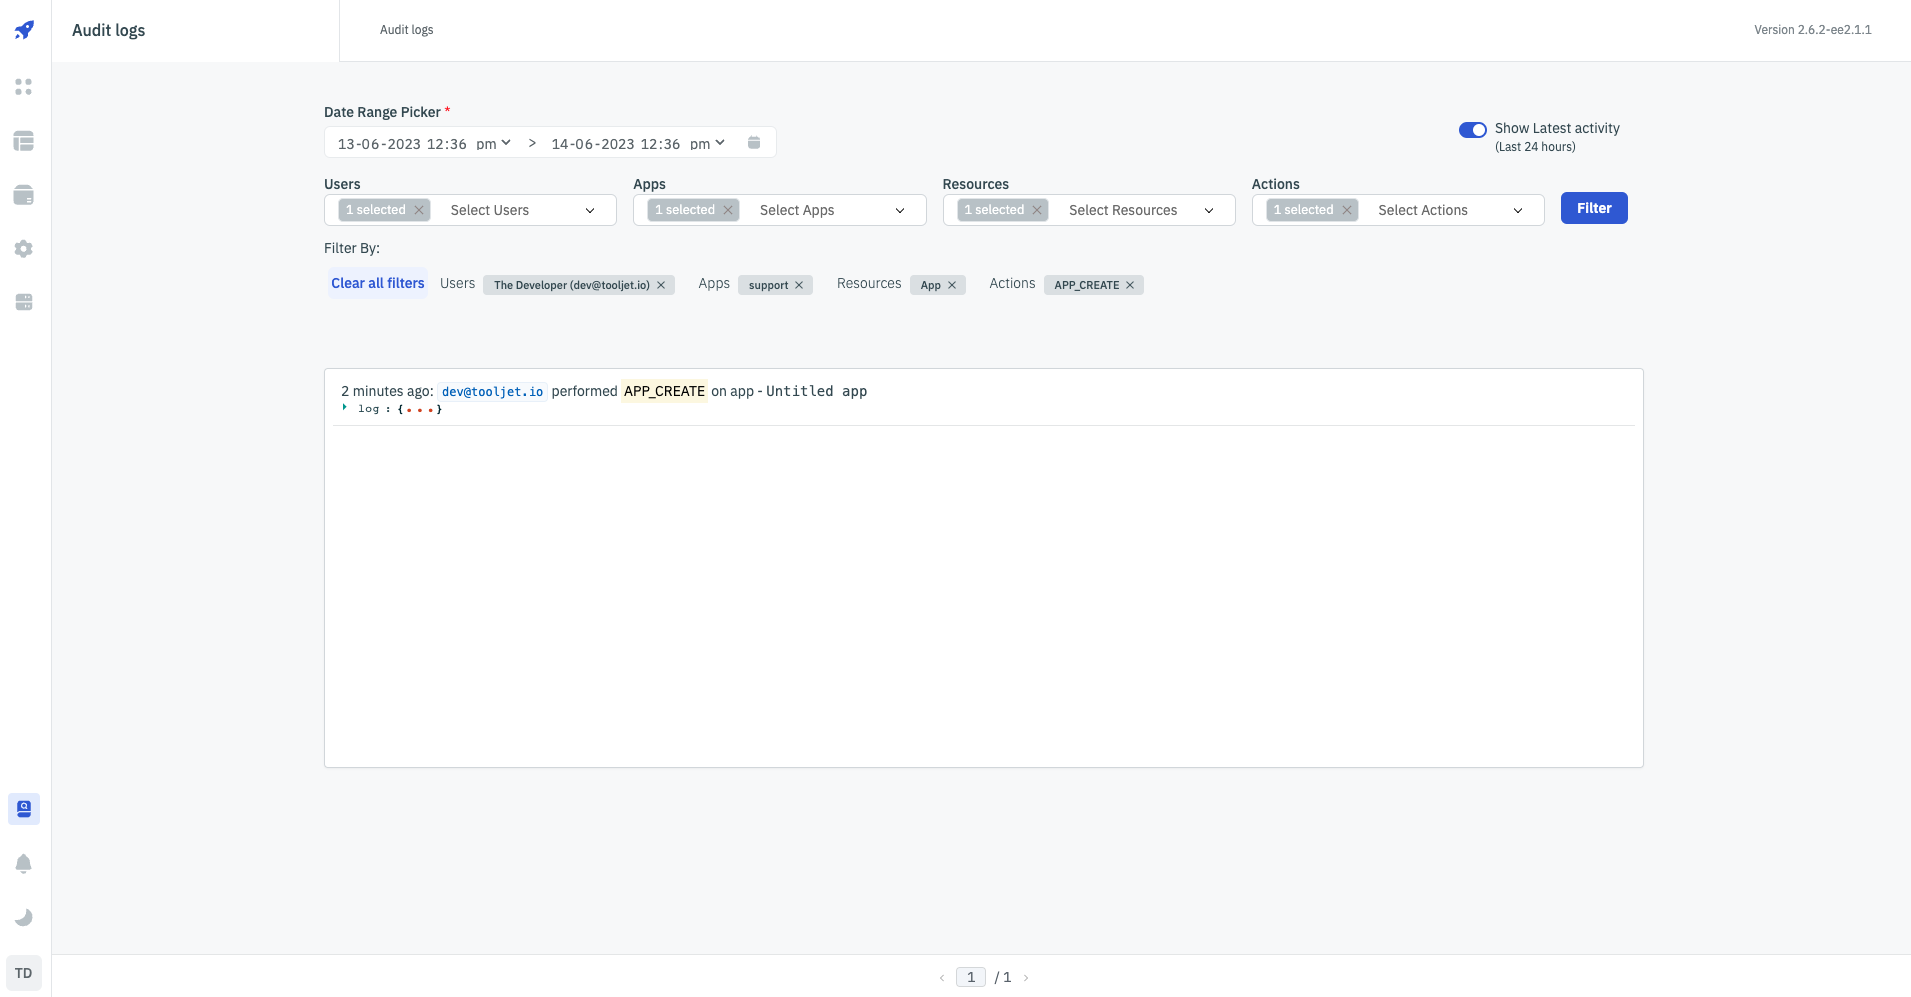 Audit logs
Audit logs
Version 2.6.2-ee2.1.1
Date Range Picker *
13-06-2023 12:36 pm > 14-06-2023 12:36 pm
Show Latest activity
(Last 24 hours)
Users Apps Resources Actions
1 selected Select Users 1 selected Select Apps 1 selected Select Resources 1 selected Select Actions Filter
Filter By:
Clear all filters Users The Developer (dev@tooljet.io) Apps support Resources App Actions APP_CREATE
2 minutes ago: dev@tooljet.io performed APP_CREATE on app - Untitled app
log : {...}
TD
1 / 1